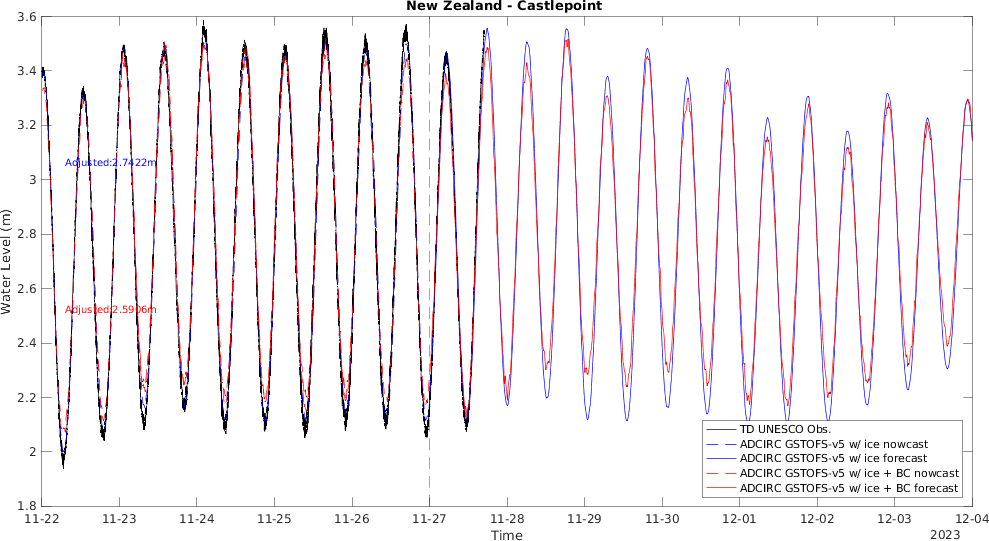 New Zealand - Castlepoint
3.6
3.4
3.2
3
2.8
2.6
2.4
2.2
2
1.8
Water Level (m)
Adjusted:2.7422m
Adjusted:2.5906m
TD UNESCO Obs.
ADCIRC GSTOFS-v5 w/ ice nowcast
ADCIRC GSTOFS-v5 w/ ice forecast
ADCIRC GSTOFS-v5 w/ ice + BC nowcast
ADCIRC GSTOFS-v5 w/ ice + BC forecast
11-22 11-23 11-24 11-25 11-26 11-27 11-28 11-29 11-30 12-01 12-02 12-03 12-04
Time
2023